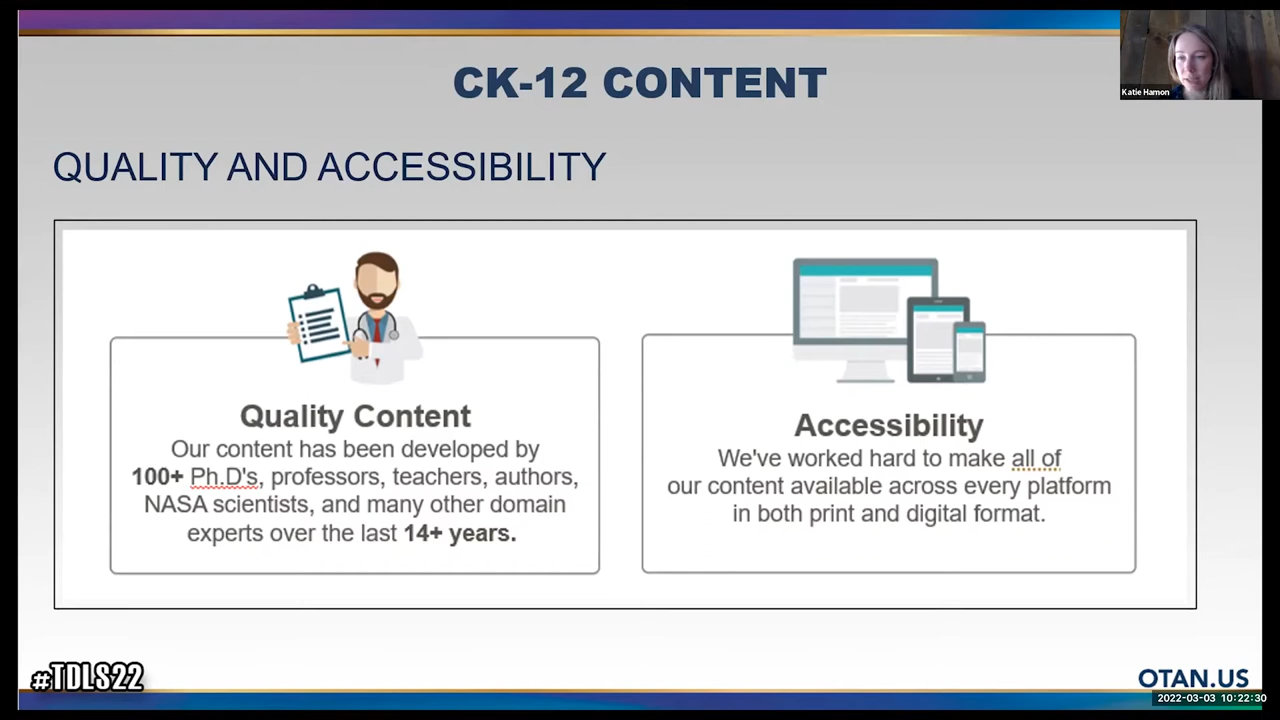 CK-12 CONTENT
Katie Hamon
QUALITY AND ACCESSIBILITY
Quality Content
Our content has been developed by
100+ Ph.D's, professors, teachers, authors,
NASA scientists, and many other domain
experts over the last 14+ years.
Accessibility
We've worked hard to make all of
our content available across every platform
in both print and digital format.
#TDLS22
OTAN.US
2022-03-03 10:22:30